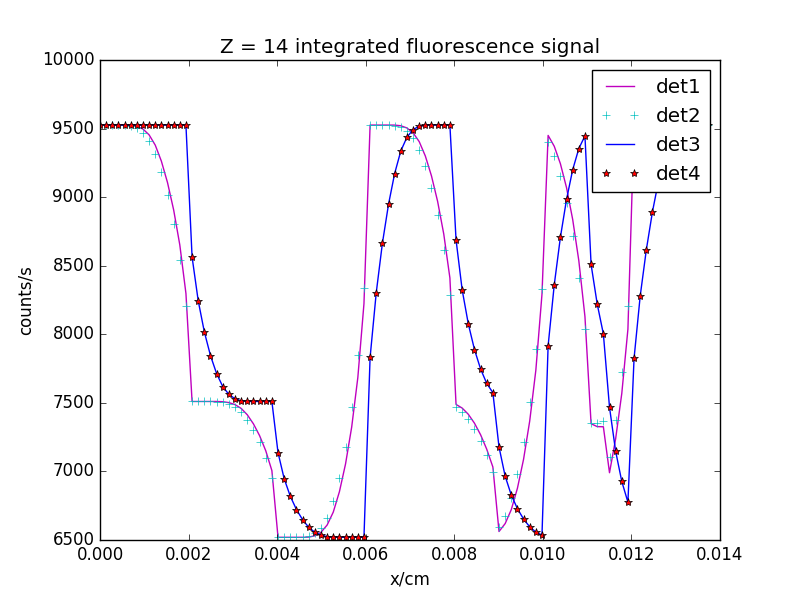 Z = 14 integrated fluorescence signal
10000
9500
9000
8500
8000
7500
7000
6500
counts/s
0.000 0.002 0.004 0.006 0.008 0.010 0.012 0.014
x/cm
det1
det2
det3
det4